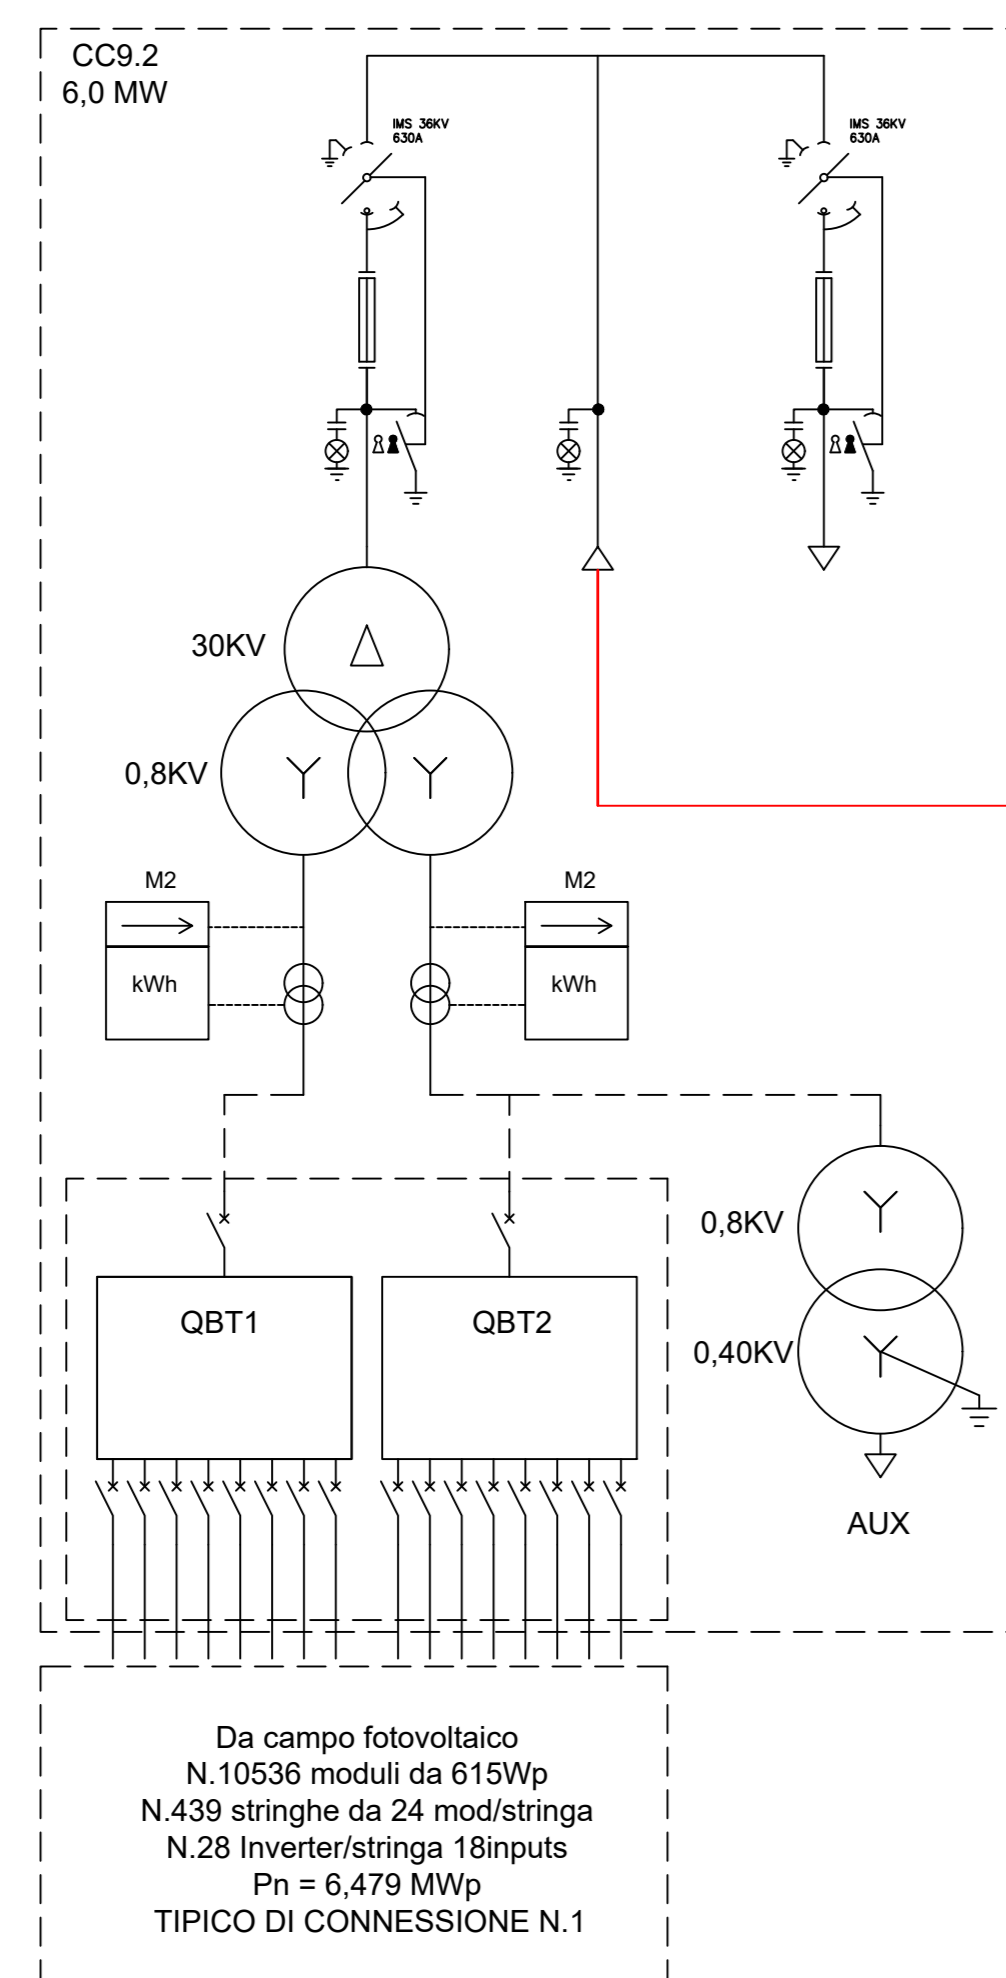 CC9.2
6,0 MW
IMS 36KV
630A
IMS 36KV
630A
30KV
0,8KV
M2
kWh
M2
kWh
0,8KV
0,40KV
QBT1
QBT2
AUX
Da campo fotovoltaico
N.10536 moduli da 615Wp
N.439 stringhe da 24 mod/stringa
N.28 Inverter/stringa 18inputs
Pn = 6,479 MWp
TIPICO DI CONNESSIONE N.1